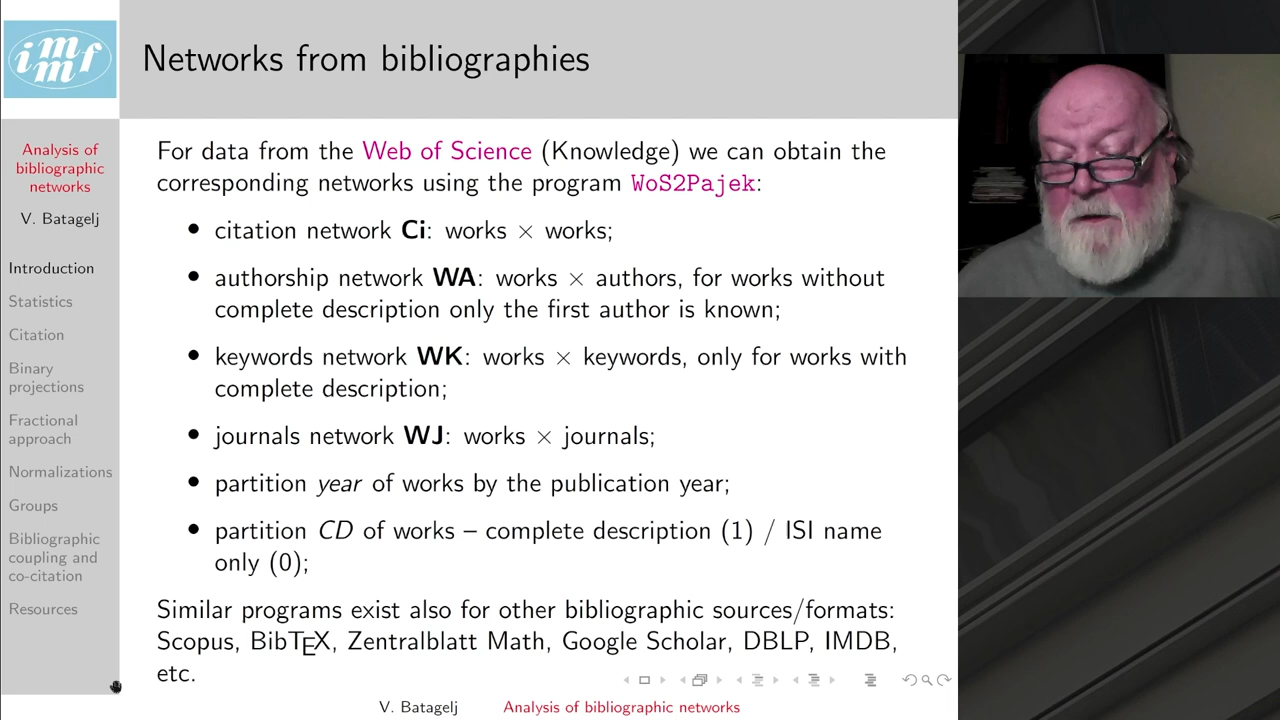 immf
Networks from bibliographies
Analysis of
bibliographic
networks
V. Batagelj
Introduction
Statistics
Citation
Binary
projections
Fractional
approach
Normalizations
Groups
Bibliographic
coupling and
co-citation
Resources
For data from the Web of Science (Knowledge) we can obtain the
corresponding networks using the program WoS2Pajek:
• citation network Ci: works × works;
• authorship network WA: works × authors, for works without
complete description only the first author is known;
• keywords network WK: works × keywords, only for works with
complete description;
• journals network WJ: works × journals;
• partition year of works by the publication year;
• partition CD of works – complete description (1) / ISI name
only (0);
Similar programs exist also for other bibliographic sources/formats:
Scopus, BibTEX, Zentralblatt Math, Google Scholar, DBLP, IMDB,
etc.
V. Batagelj Analysis of bibliographic networks